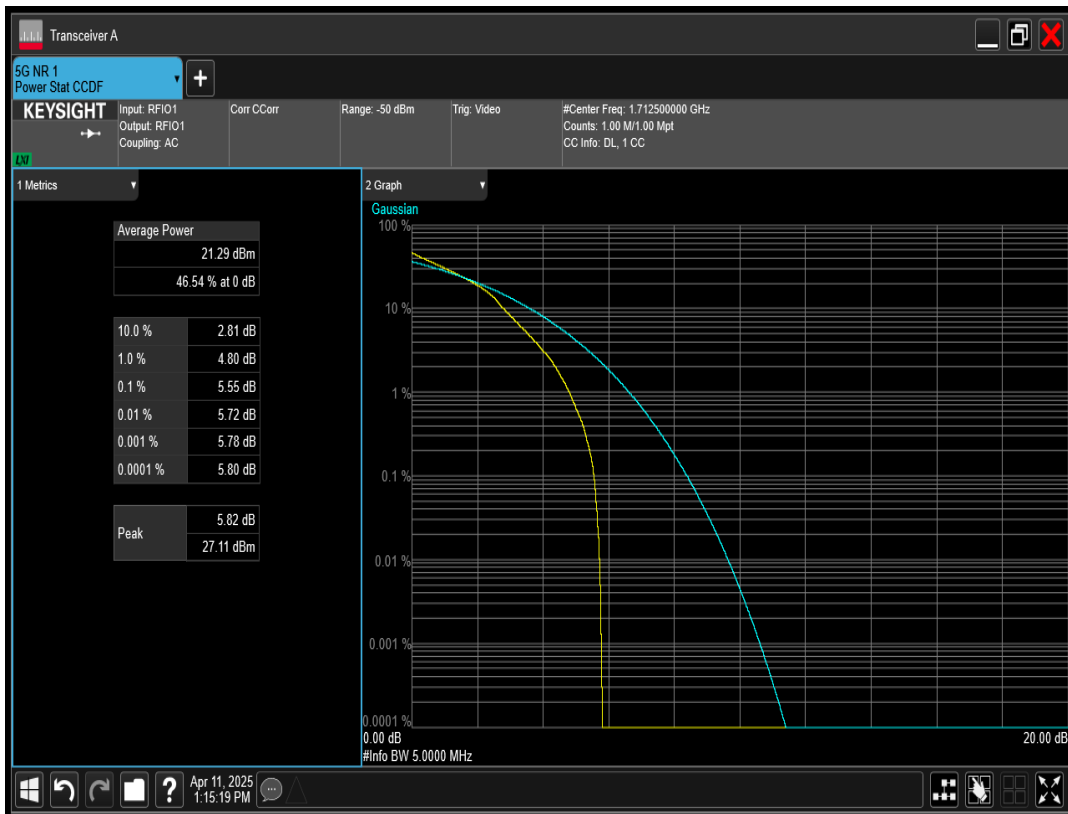 Transceiver A
5G NR 1
Power Stat CCDF
+
KEYSIGHT
LXI
Input: RFIO1
Output: RFIO1
Coupling: AC
Corr CCorr
Range: -50 dBm
Trig: Video
#Center Freq: 1.712500000 GHz
Counts: 1.00 M/1.00 Mpt
CC Info: DL, 1 CC
1 Metrics
Average Power
21.29 dBm
46.54 % at 0 dB
10.0 % 2.81 dB
1.0 % 4.80 dB
0.1 % 5.55 dB
0.01 % 5.72 dB
0.001 % 5.78 dB
0.0001 % 5.80 dB
Peak
5.82 dB
27.11 dBm
2 Graph
Gaussian
100 %
10 %
1 %
0.1 %
0.01 %
0.001 %
0.0001 %
0.00 dB 20.00 dB
#Info BW 5.0000 MHz
?
Apr 11, 2025
1:15:19 PM